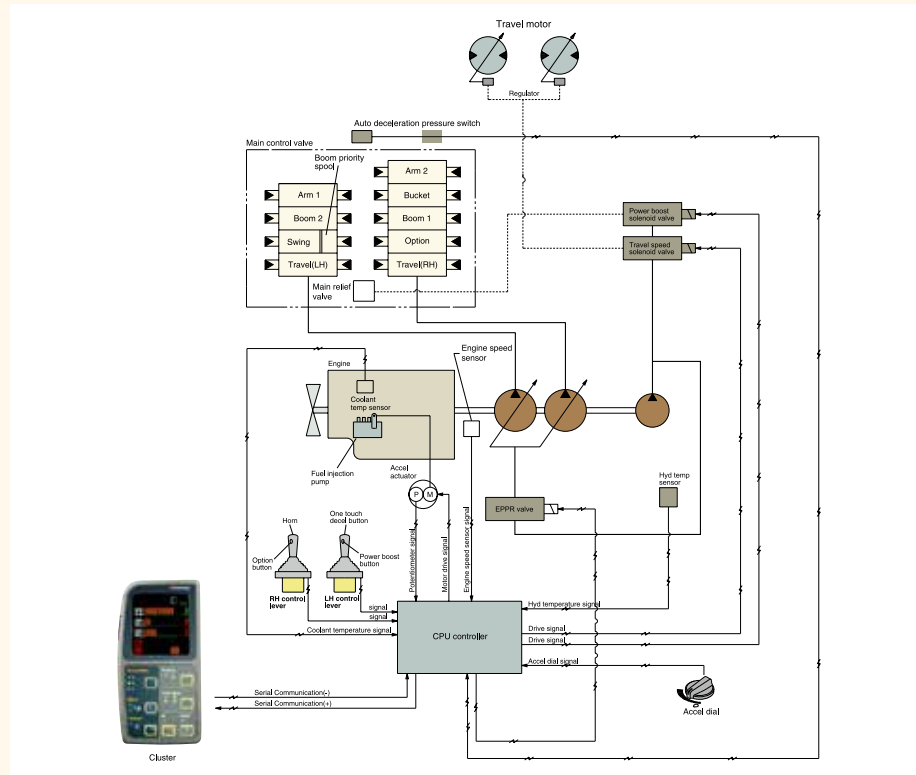 Travel motor
Regulator
Auto deceleration pressure switch
Main control valve
Boom priority
spool
Arm 1
Boom 2
Swing
Travel(LH)
Arm 2
Bucket
Boom 1
Option
Travel(RH)
Main relief
valve
Power boost
solenoid valve
Travel speed
solenoid valve
Engine speed
sensor
Engine
Coolant
temp sensor
Fuel injection
pump
Accel
actuator
P
M
Hyd temp
sensor
EPPR valve
Horn
Option
button
RH control
lever
One touch
decel button
Power boost
button
LH control
lever
Potentiometer signal
Motor drive signal
Engine speed sensor signal
signal
signal
Coolant temperature signal
CPU controller
Hyd temperature signal
Drive signal
Drive signal
Accel dial signal
Accel dial
Serial Communication(-)
Serial Communication(+)
Cluster